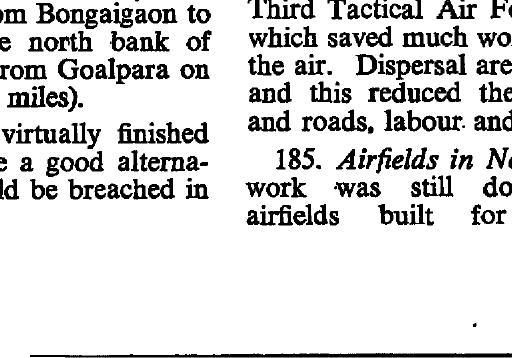 om Bongaigaon to
e north bank of
rom Goalpara on
miles).
virtually finished
e a good alterna-
ld be breached in
Third Tactical Air F
which saved much wo
the air. Dispersal are
and this reduced the
and roads, labour and
185. Airfields in N
work was still do
airfields built for